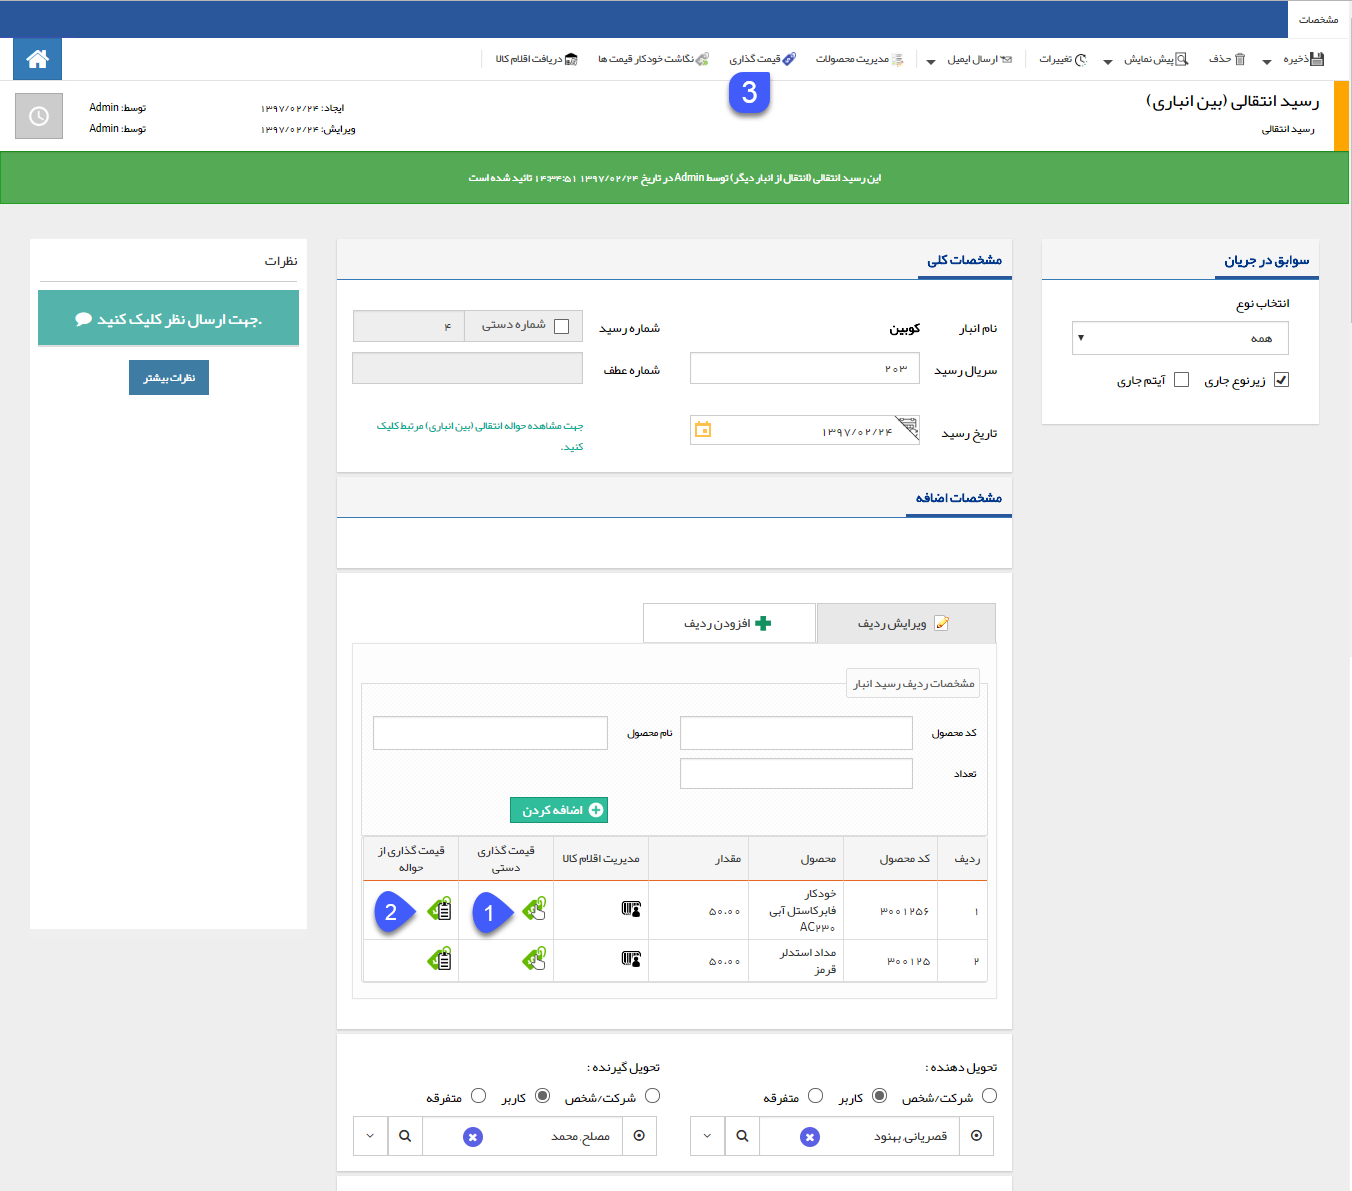 مشخصات
ذخیره
حذف
پیش نمایش
تغییرات
ارسال ایمیل
مدیریت محصولات
قیمت گذاری
نگاشت خودکار قیمت ها
دریافت اقلام کالا
3
رسید انتقالی (بین انباری)
رسید انتقالی
ایجاد: ۱۳۹۷/۰۲/۲۴
توسط: Admin
ویرایش: ۱۳۹۷/۰۲/۲۴
توسط: Admin
این رسید انتقالی (انتقال از انبار دیگر) توسط Admin در تاریخ ۱۳۹۷/۰۲/۲۴ ۱۴:۳۴:۵۱ تائید شده است
سوابق در جریان
انتخاب نوع
همه
زیرنوع جاری
آیتم جاری
مشخصات کلی
نام انبار
کوبین
شماره رسید
شماره دستی
۴
سریال رسید
۲۰۳
شماره عطف
تاریخ رسید
۱۳۹۷/۰۲/۲۴
جهت مشاهده حواله انتقالی (بین انباری) مرتبط کلیک
کنید.
مشخصات اضافه
ویرایش ردیف
افزودن ردیف
مشخصات ردیف رسید انبار
کد محصول
نام محصول
تعداد
اضافه کردن
ردیف
کد محصول
محصول
مقدار
مدیریت اقلام کالا
قیمت گذاری
دستی
قیمت گذاری از
حواله
۱
۳۰۰۱۲۵۶
خودکار
فابرکاستل آبی
AC۲۳۰
۵۰.۰۰
1
2
۲
۳۰۰۱۲۵
مداد استدلر
قرمز
۵۰.۰۰
تحویل دهنده :
شرکت/شخص
کاربر
متفرقه
قصریانی, بهنود
تحویل گیرنده :
شرکت/شخص
کاربر
متفرقه
مصلح, محمد
نظرات
جهت ارسال نظر کلیک کنید.
نظرات بیشتر